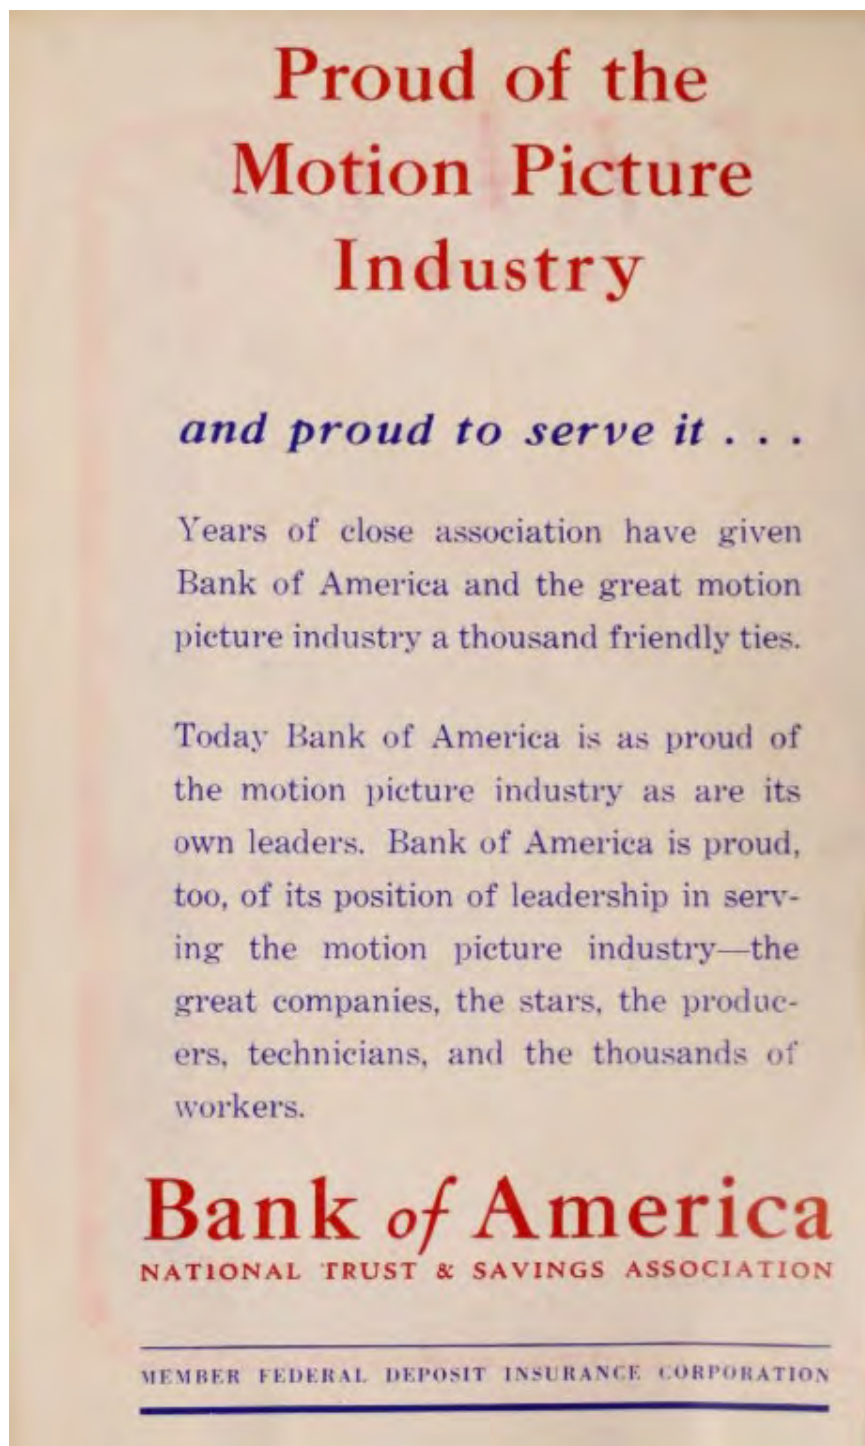 Proud of the
Motion Picture
Industry
and proud to serve it . . .
Years of close association have given
Bank of America and the great motion
picture industry a thousand friendly ties.
Today Bank of America is as proud of
the motion picture industry as are its
own leaders. Bank of America is proud,
too, of its position of leadership in serv-
ing the motion picture industry—the
great companies, the stars, the produc-
ers, technicians, and the thousands of
workers.
Bank of America
NATIONAL TRUST & SAVINGS ASSOCIATION
MEMBER FEDERAL DEPOSIT INSURANCE CORPORATION